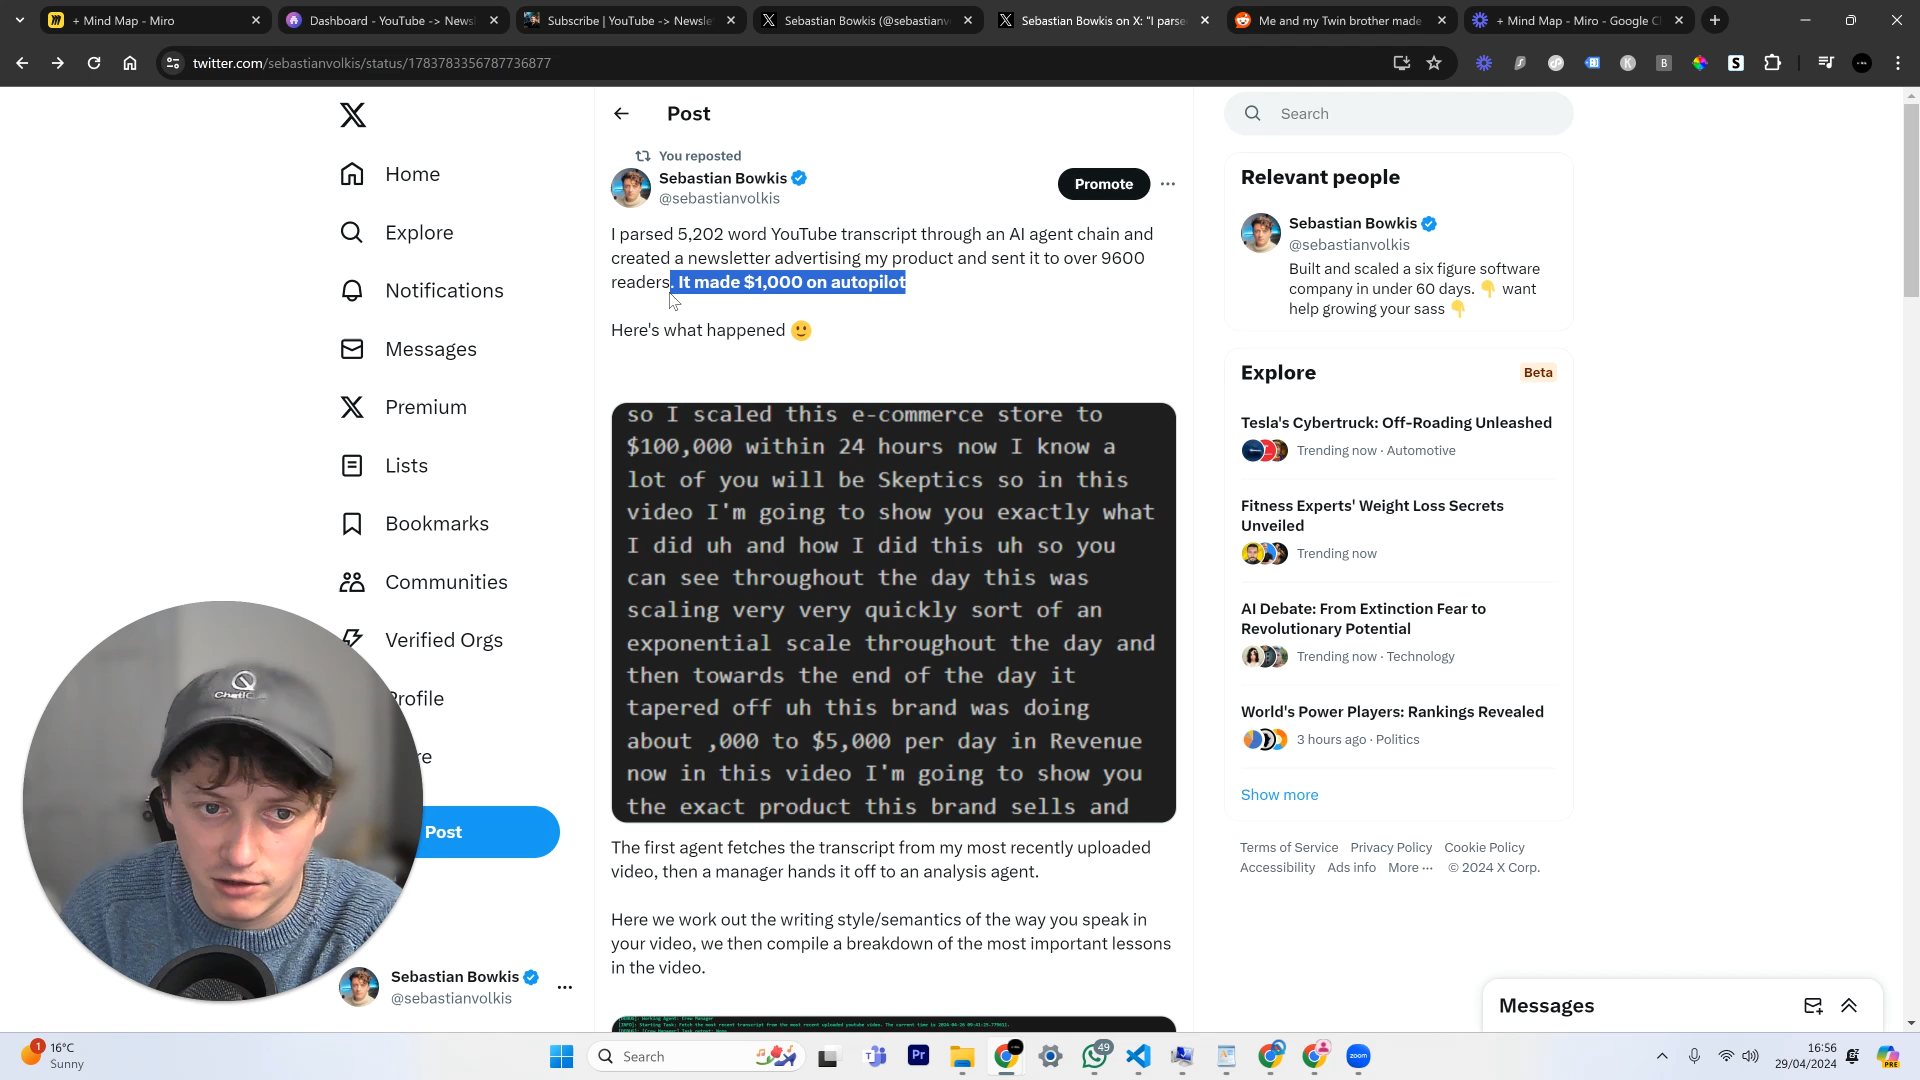 + Mind Map - Miro
Dashboard - YouTube -> Newsl
Subscribe | YouTube -> Newsle
Sebastian Bowkis (@sebastianv
Sebastian Bowkis on X: "I parse
Me and my Twin brother made
+ Mind Map - Miro - Google C
twitter.com/sebastianvolkis/status/1783783356787736877
Home
Explore
Notifications
Messages
Premium
Lists
Bookmarks
Communities
Verified Orgs
Profile
re
Post
Sebastian Bowkis
@sebastianvolkis
Post
You reposted
Sebastian Bowkis
@sebastianvolkis
Promote
I parsed 5,202 word YouTube transcript through an AI agent chain and
created a newsletter advertising my product and sent it to over 9600
readers. It made $1,000 on autopilot
Here's what happened 🙂
so I scaled this e-commerce store to
$100,000 within 24 hours now I know a
lot of you will be Skeptics so in this
video I'm going to show you exactly what
I did uh and how I did this uh so you
can see throughout the day this was
scaling very very quickly sort of an
exponential scale throughout the day and
then towards the end of the day it
tapered off uh this brand was doing
about ,000 to $5,000 per day in Revenue
now in this video I'm going to show you
the exact product this brand sells and
The first agent fetches the transcript from my most recently uploaded
video, then a manager hands it off to an analysis agent.
Here we work out the writing style/semantics of the way you speak in
your video, we then compile a breakdown of the most important lessons
in the video.
Search
Relevant people
Sebastian Bowkis
@sebastianvolkis
Built and scaled a six figure software
company in under 60 days. 👇 want
help growing your sass 👇
Explore
Beta
Tesla's Cybertruck: Off-Roading Unleashed
Trending now · Automotive
Fitness Experts' Weight Loss Secrets
Unveiled
Trending now
AI Debate: From Extinction Fear to
Revolutionary Potential
Trending now · Technology
World's Power Players: Rankings Revealed
3 hours ago · Politics
Show more
Terms of Service Privacy Policy Cookie Policy
Accessibility Ads info More ··· © 2024 X Corp.
Messages
1
16°C
Sunny
Search
Pr
49
zoom
16:56
29/04/2024
PRE